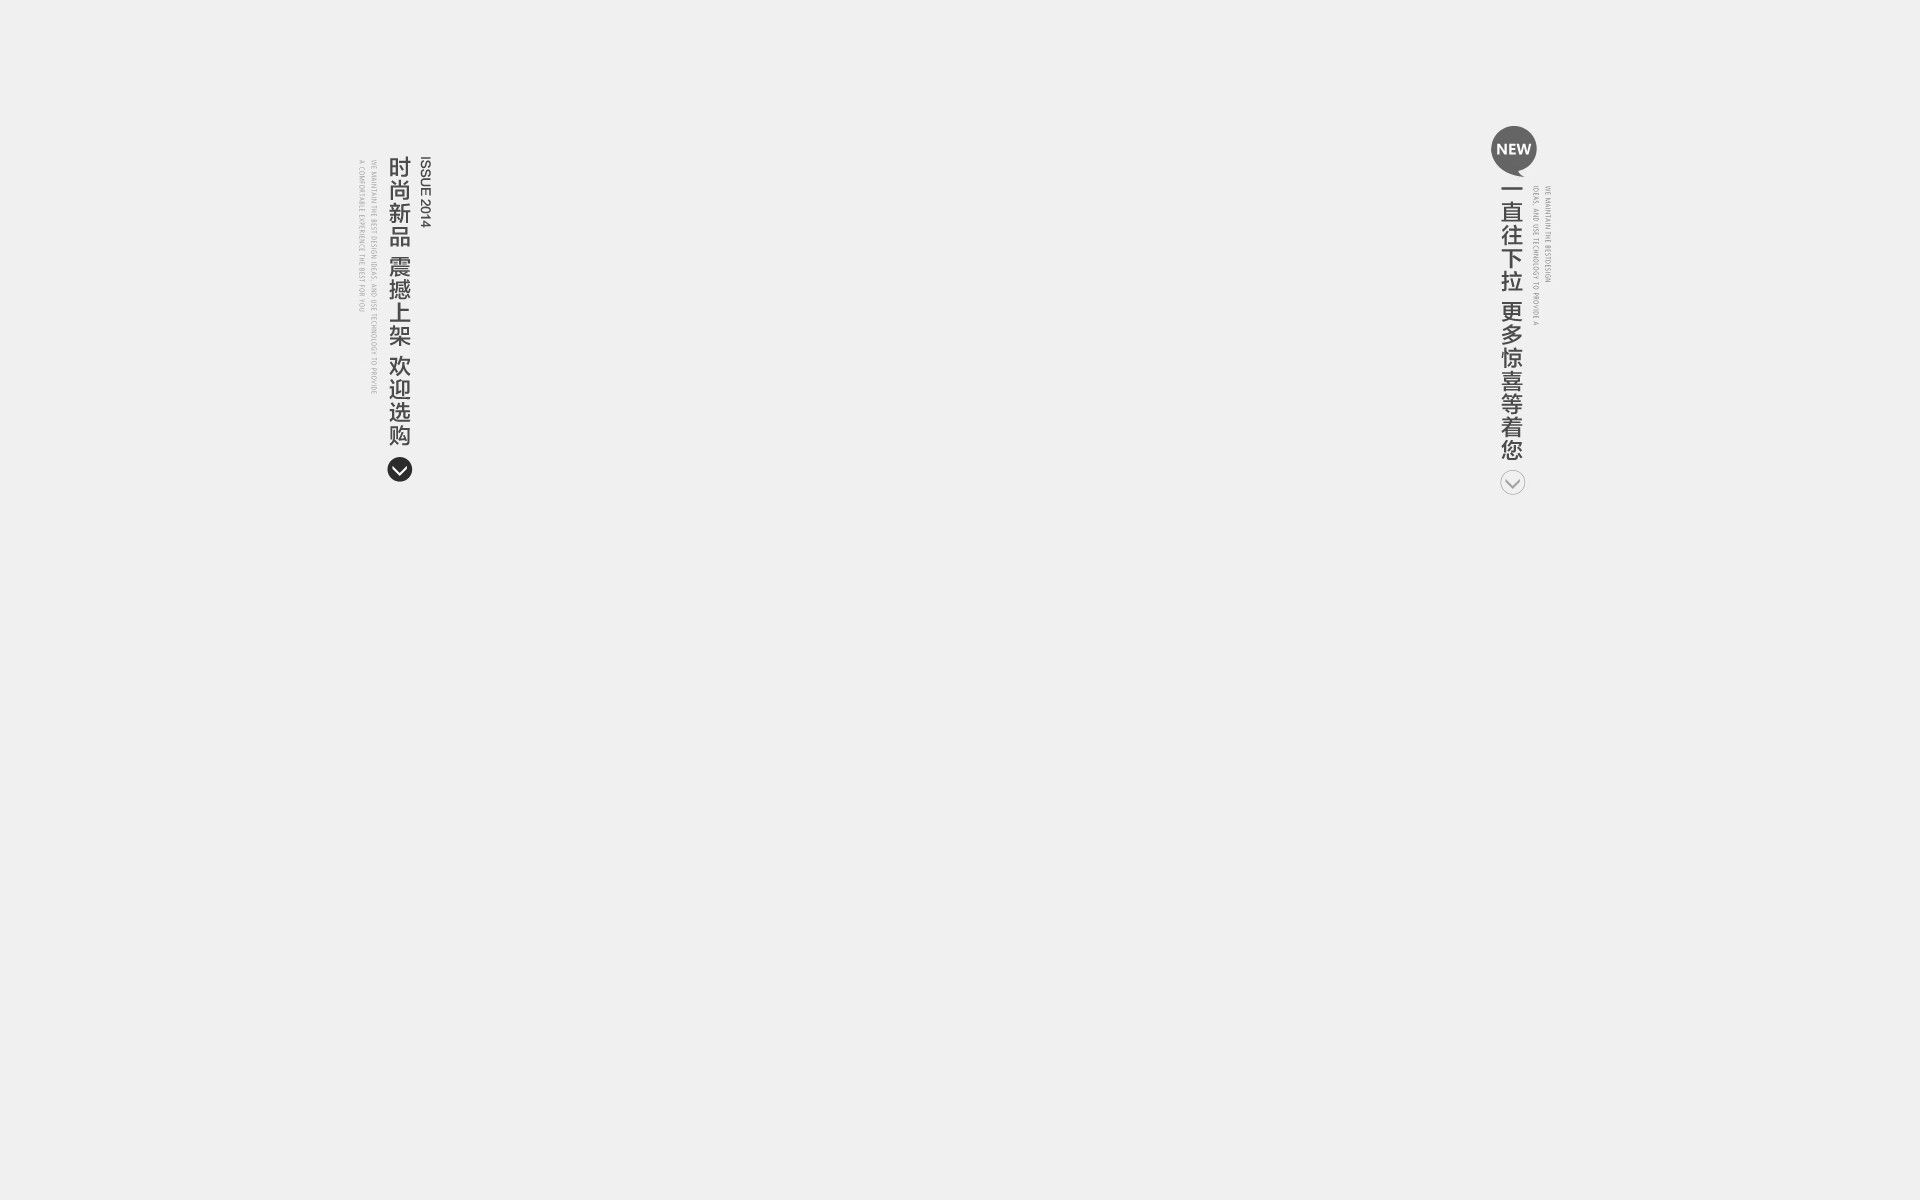 ISSUE 2014
时尚新品 震撼上架 欢迎选购
WE MAINTAIN THE BEST DESIGN IDEAS, AND USE TECHNOLOGY TO PROVIDE
A COMFORTABLE EXPERIENCE THE BEST FOR YOU
NEW
WE MAINTAIN THE BESTDESIGN
IDEAS, AND USE TECHNOLOGY TO PROVIDE A
一直往下拉 更多惊喜等着您